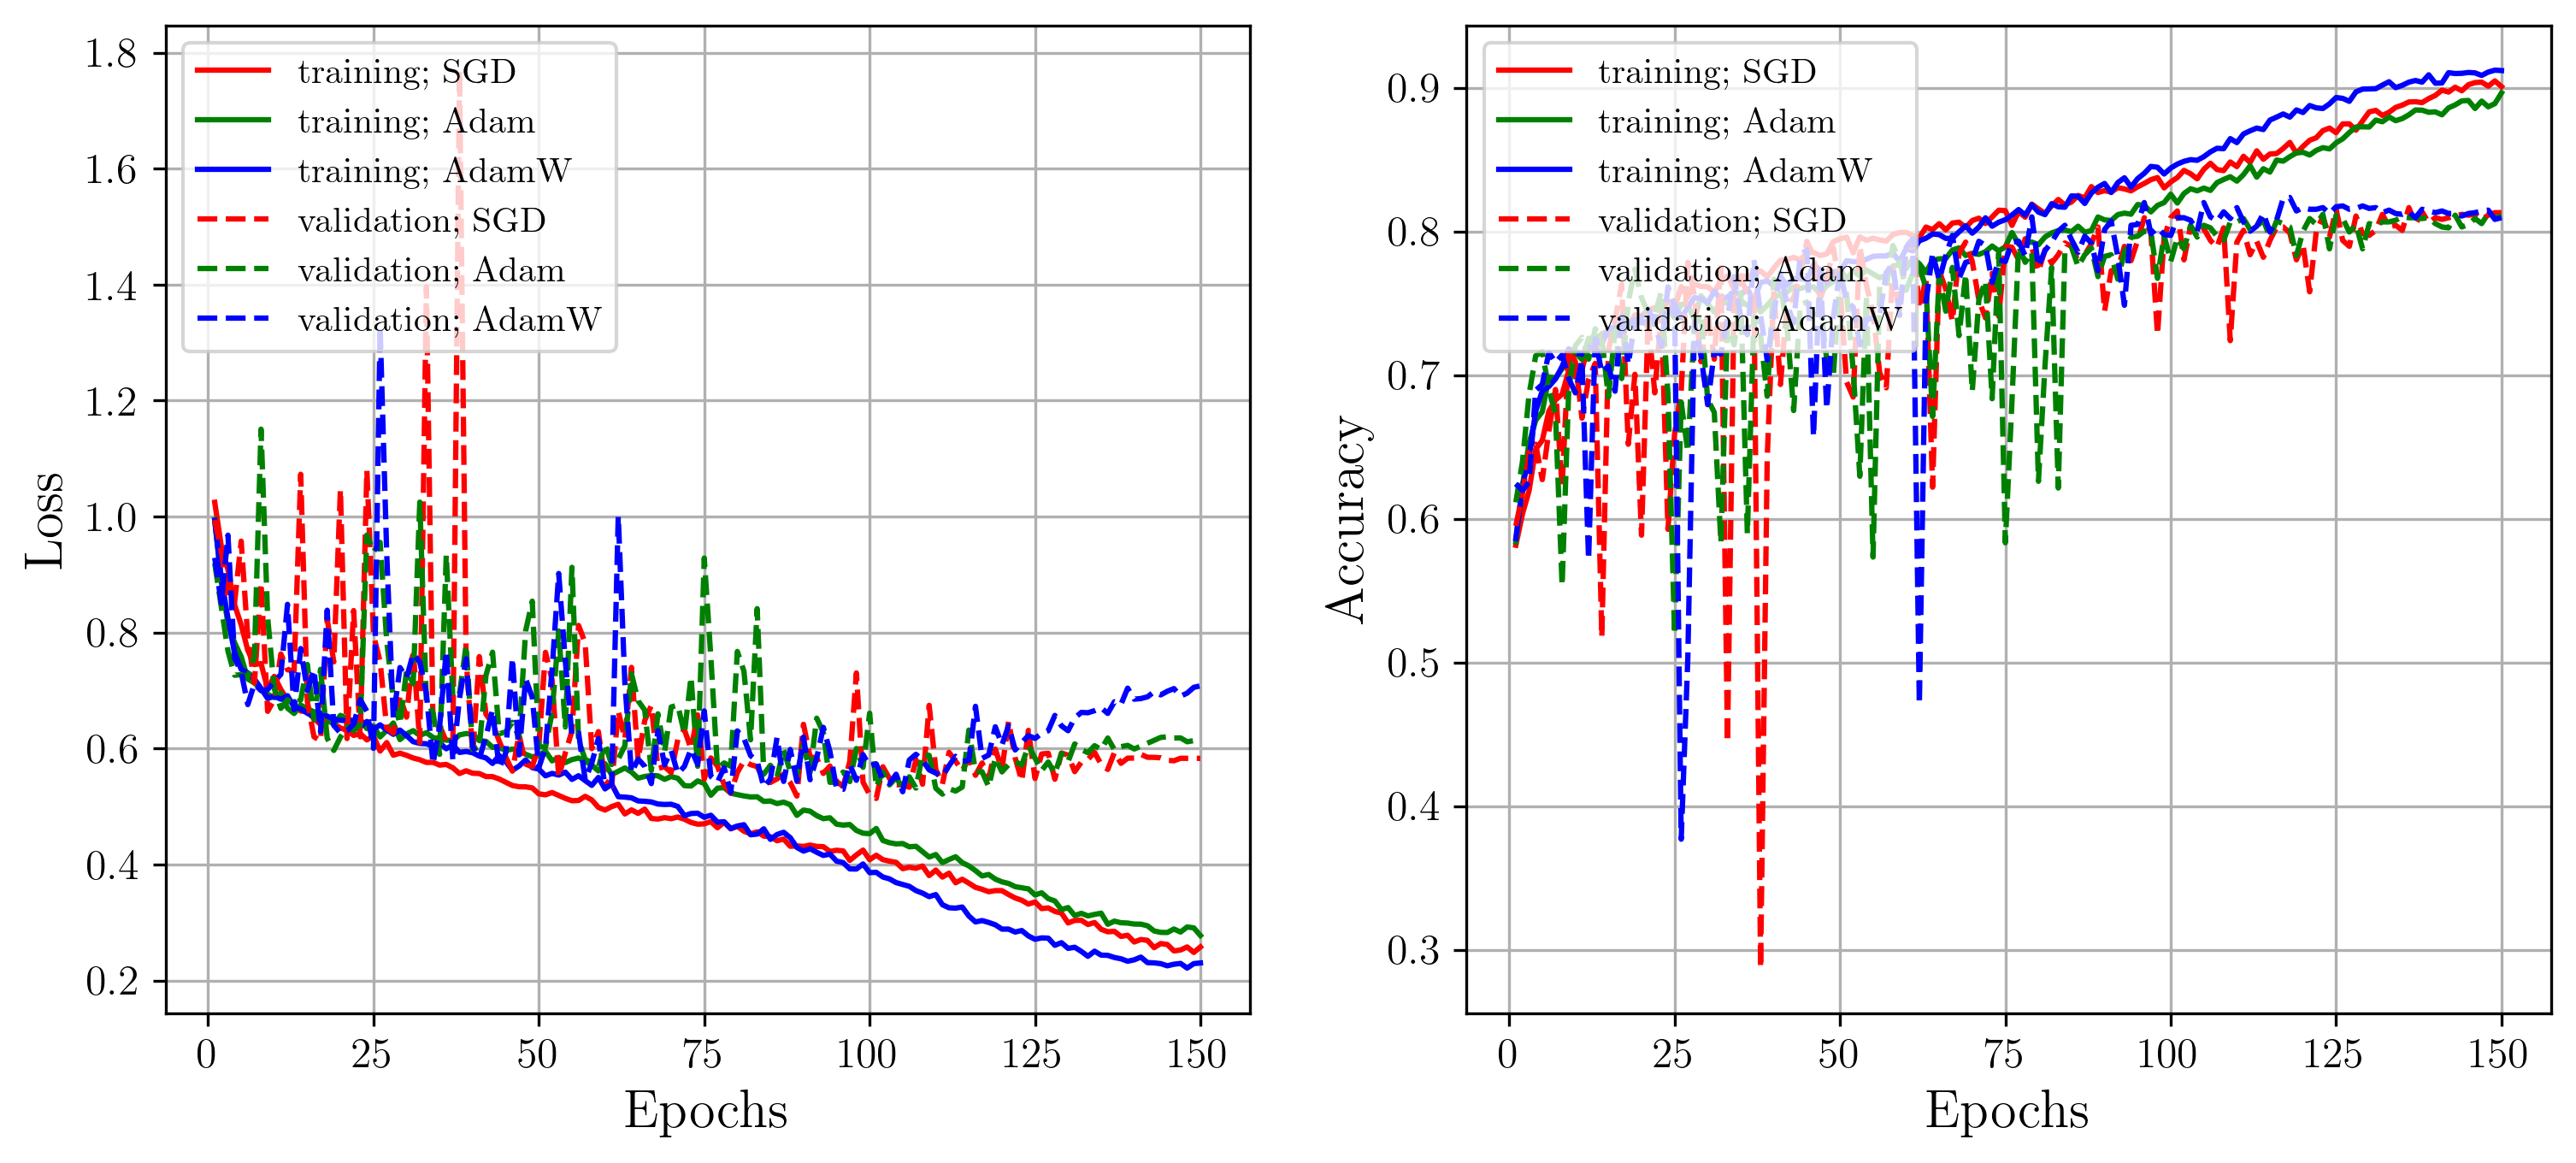 1.8
1.6
1.4
1.2
1.0
0.8
0.6
0.4
0.2
Loss
training; SGD
training; Adam
training; AdamW
validation; SGD
validation; Adam
validation; AdamW
0 25 50 75 100 125 150
Epochs
0.9
0.8
0.7
0.6
0.5
0.4
0.3
Accuracy
training; SGD
training; Adam
training; AdamW
validation; SGD
validation; Adam
validation; AdamW
0 25 50 75 100 125 150
Epochs